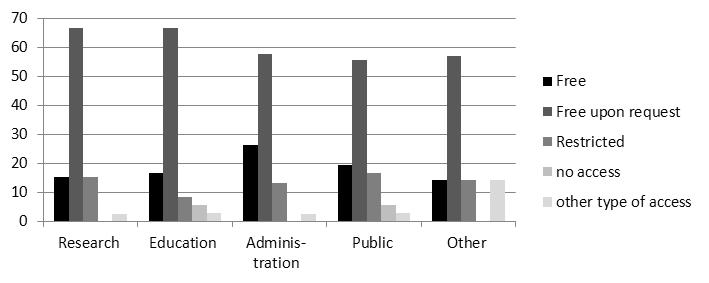 70
60
50
40
30
20
10
0
Research
Education
Adminis-
tration
Public
Other
Free
Free upon request
Restricted
no access
other type of access